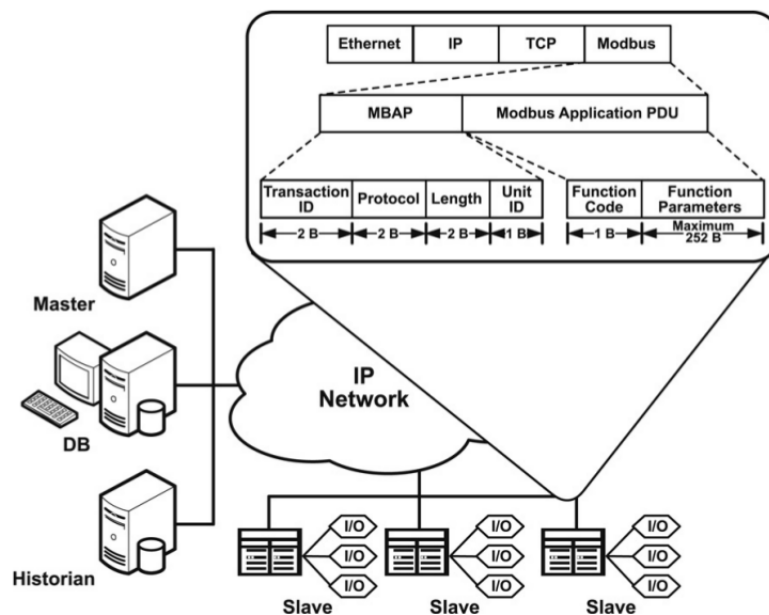 Ethernet IP TCP Modbus
MBAP Modbus Application PDU
Transaction ID Protocol Length Unit ID Function Code Function Parameters
2 B 2 B 2 B 1 B 1 B Maximum 252 B
Master
IP
Network
DB
Historian
I/O I/O I/O
I/O I/O I/O
I/O I/O I/O
Slave Slave Slave